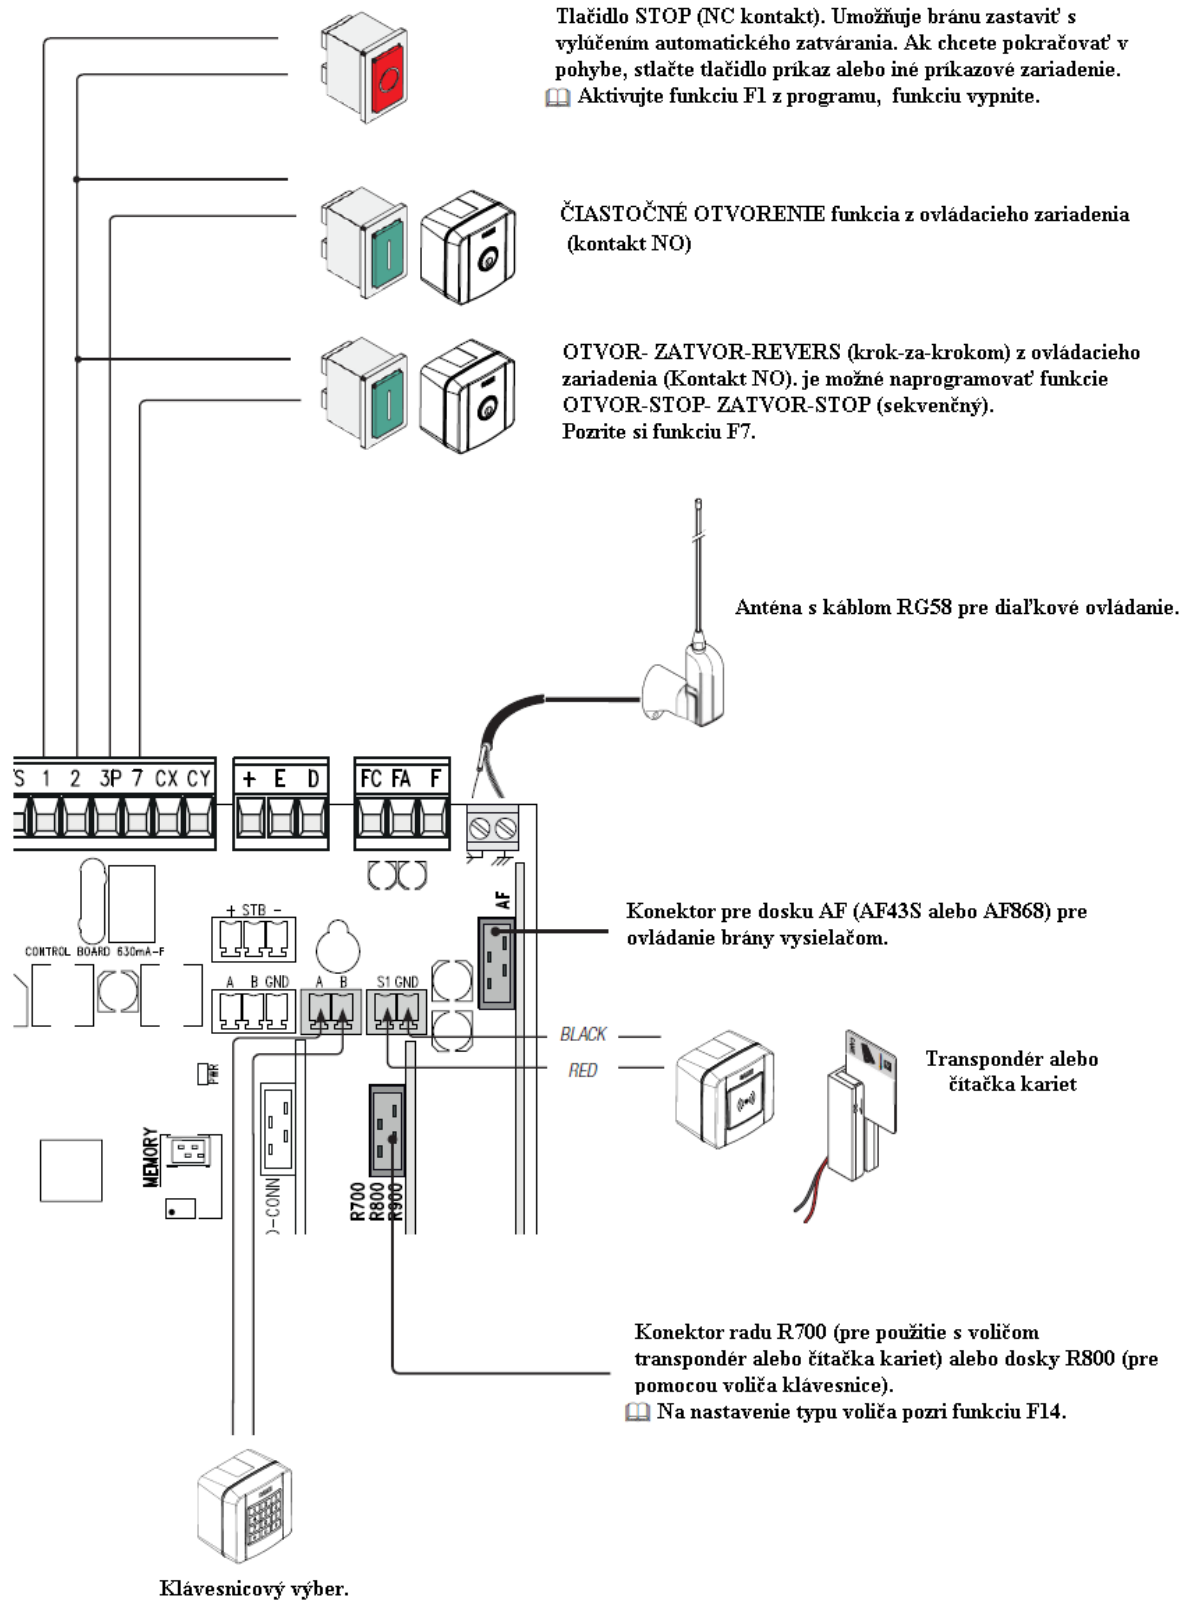 Tlačidlo STOP (NC kontakt). Umožňuje bránu zastaviť s
vylúčením automatického zatvárania. Ak chcete pokračovať v
pohybe, stlačte tlačidlo príkaz alebo iné príkazové zariadenie.
Aktivujte funkciu F1 z programu, funkciu vypnite.
ČIASTOČNÉ OTVORENIE funkcia z ovládacieho zariadenia
(kontakt NO)
OTVOR- ZATVOR-REVERS (krok-za-krokom) z ovládacieho
zariadenia (Kontakt NO). je možné naprogramovať funkcie
OTVOR-STOP- ZATVOR-STOP (sekvenčný).
Pozrite si funkciu F7.
Anténa s káblom RG58 pre diaľkové ovládanie.
S 1 2 3P 7 CX CY
+ E D
FC FA F
AF
Konektor pre dosku AF (AF43S alebo AF868) pre
ovládanie brány vysielačom.
+ STB -
CONTROL BOARD 630mA-F
A B GND
A B
S1 GND
BLACK
RED
Transpondér alebo
čítačka kariet
PWR
MEMORY
O-CONN
R700
R800
R900
Konektor radu R700 (pre použitie s voličom
transpondér alebo čítačka kariet) alebo dosky R800 (pre
pomocou voliča klávesnice).
Na nastavenie typu voliča pozri funkciu F14.
Klávesnicový výber.